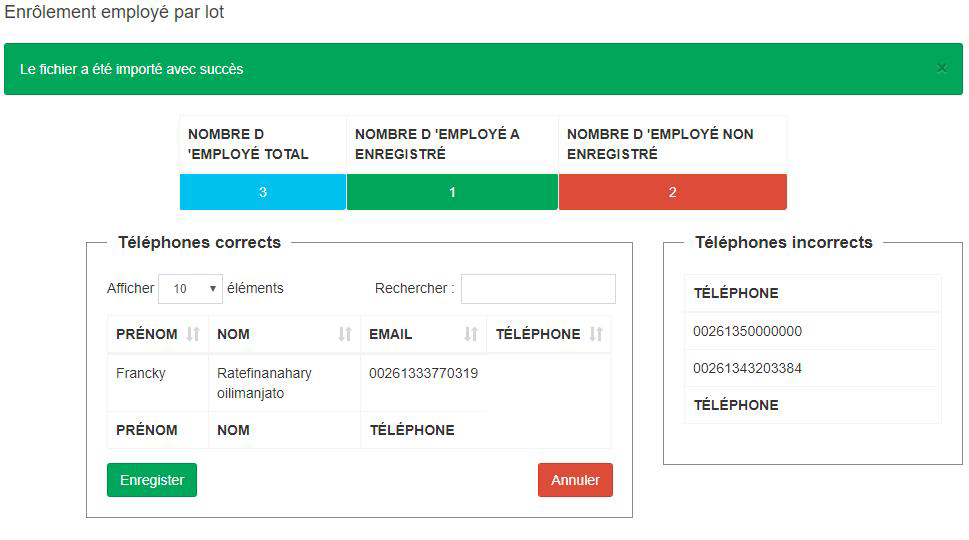 Enrôlement employé par lot
Le fichier a été importé avec succès
×
NOMBRE D
'EMPLOYÉ TOTAL
NOMBRE D 'EMPLOYÉ A
ENREGISTRÉ
NOMBRE D 'EMPLOYÉ NON
ENREGISTRÉ
3
1
2
Téléphones corrects
Afficher 10 éléments
Rechercher :
PRÉNOM NOM EMAIL TÉLÉPHONE
Francky
Ratefinanahary
oilimanjato
00261333770319
PRÉNOM NOM TÉLÉPHONE
Enregister
Annuler
Téléphones incorrects
TÉLÉPHONE
00261350000000
00261343203384
TÉLÉPHONE